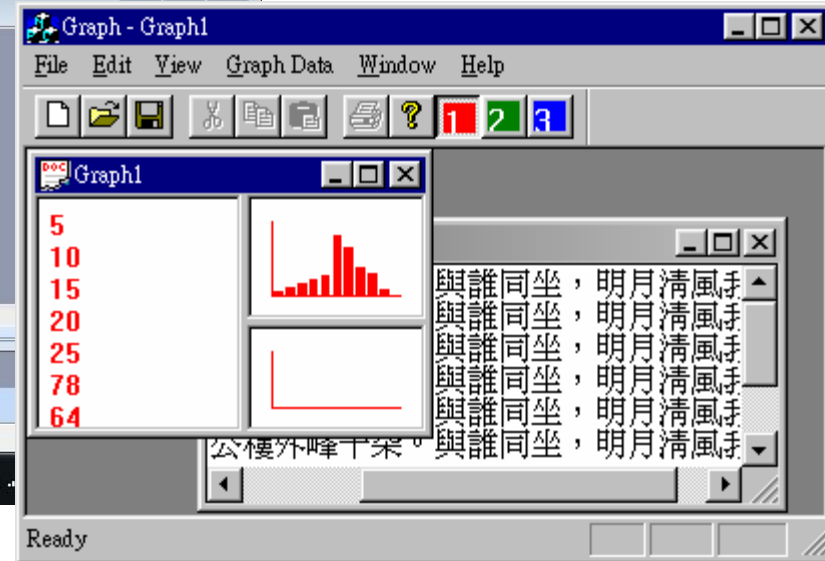 Graph - Graph1
File Edit View Graph Data Window Help
1 2 3
Graph1
5
10
15
20
25
78
64
與誰同坐，明月清風
與誰同坐，明月清風
與誰同坐，明月清風
與誰同坐，明月清風
與誰同坐，明月清風
與誰同坐，明月清風
Ready